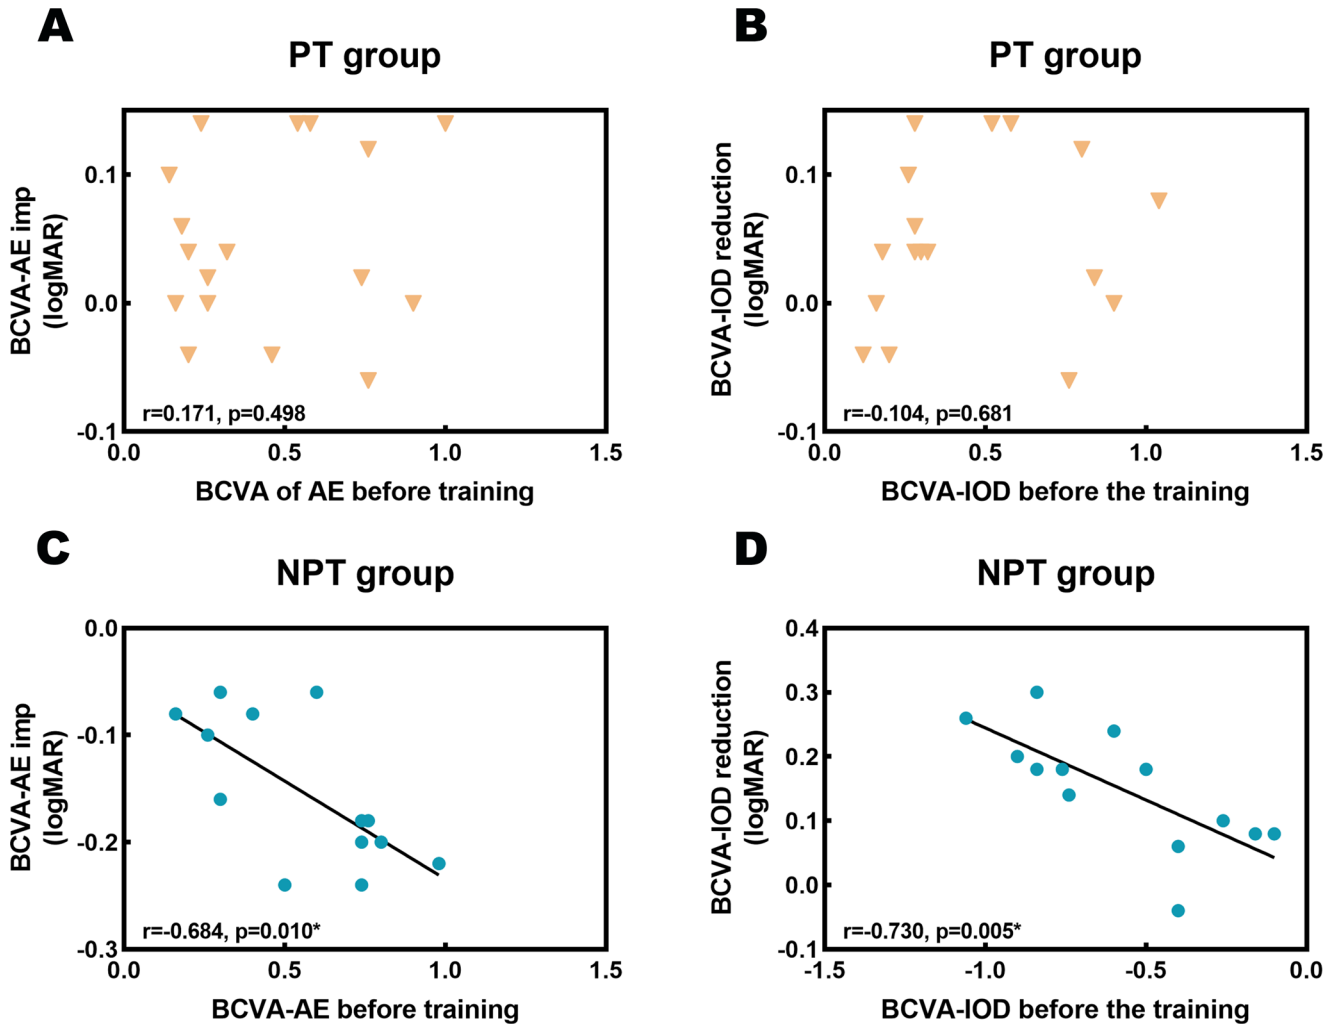 A
PT group
BCVA-AE imp
(logMAR)
0.1
0.0
-0.1
r=0.171, p=0.498
0.0 0.5 1.0 1.5
BCVA of AE before training
B
PT group
BCVA-IOD reduction
(logMAR)
0.1
0.0
-0.1
r=-0.104, p=0.681
0.0 0.5 1.0 1.5
BCVA-IOD before the training
C
NPT group
BCVA-AE imp
(logMAR)
0.0
-0.1
-0.2
-0.3
r=-0.684, p=0.010*
0.0 0.5 1.0 1.5
BCVA-AE before training
D
NPT group
BCVA-IOD reduction
(logMAR)
0.4
0.3
0.2
0.1
0.0
-0.1
r=-0.730, p=0.005*
-1.5 -1.0 -0.5 0.0
BCVA-IOD before the training